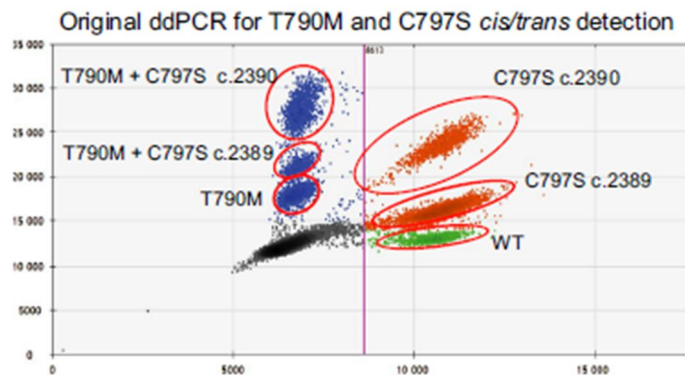 Original ddPCR for T790M and C797S cis/trans detection
35 000
8613
T790M + C797S c.2390
C797S c.2390
30 000
25 000
T790M + C797S c.2389
20 000
C797S c.2389
T790M
15 000
WT
10 000
5000
0
0
5000
10 000
15 000